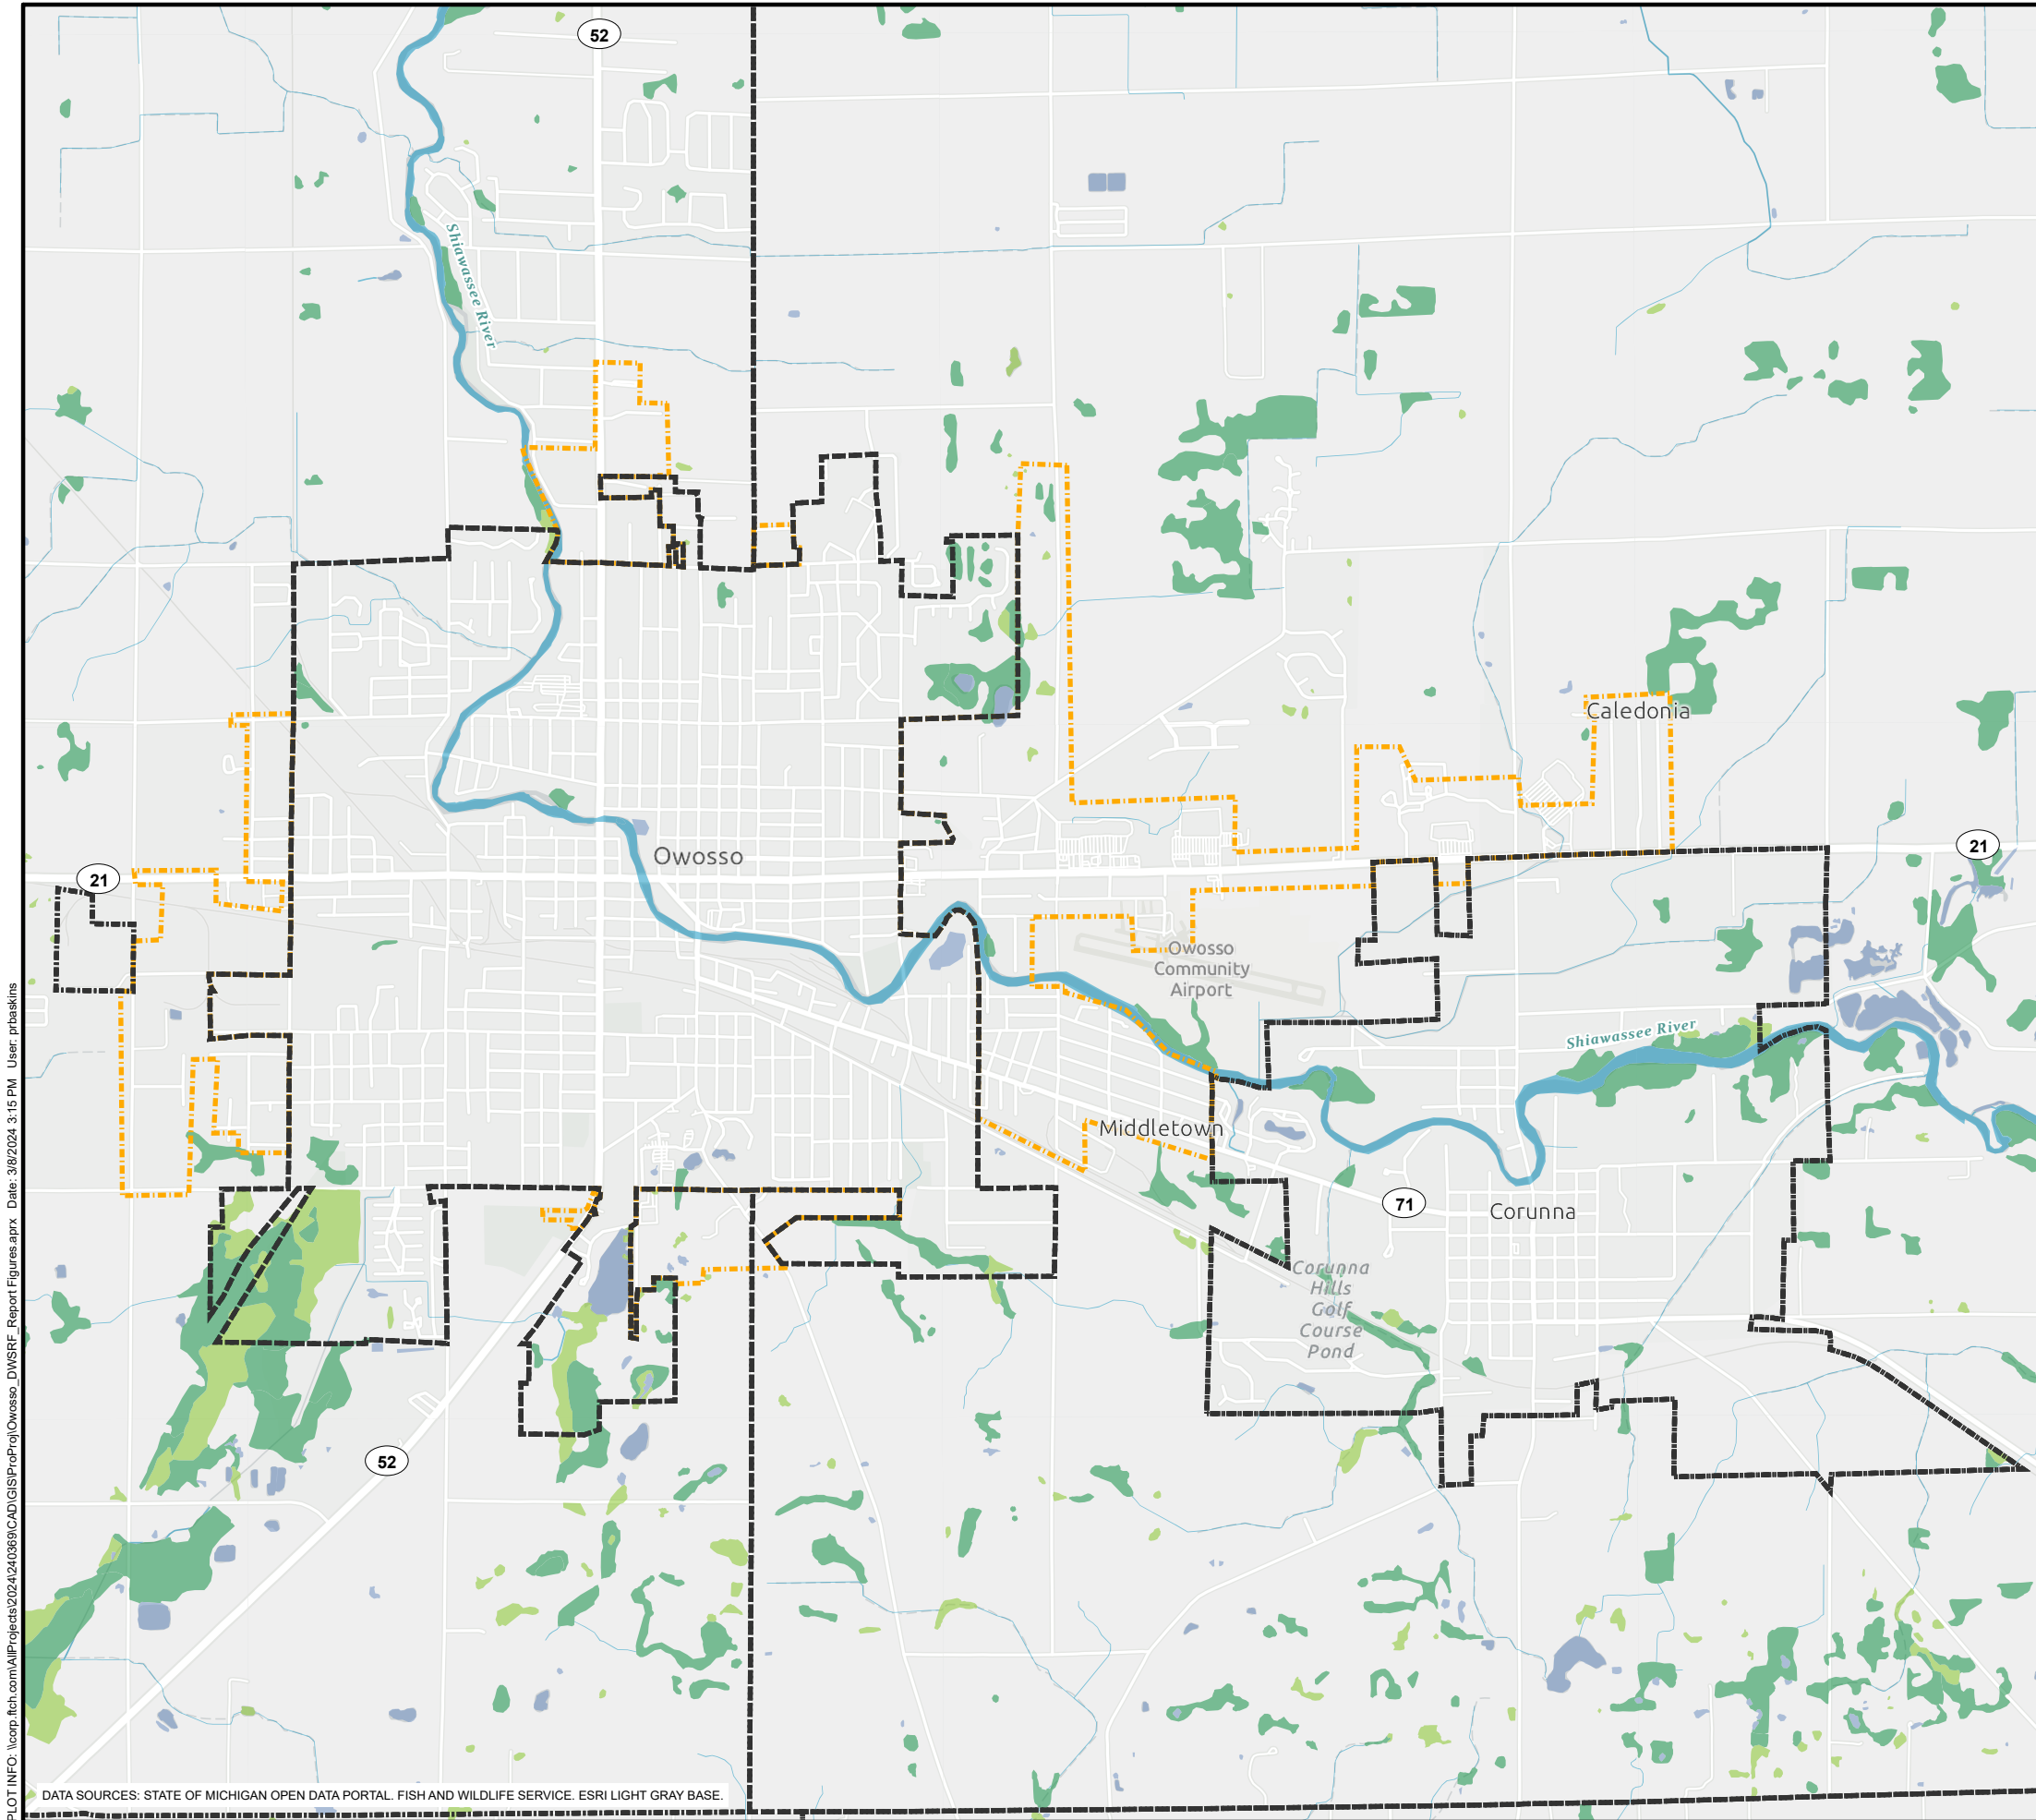 52
Shiawassee River
Caledonia
21
Owosso
21
Owosso
Community
Airport
Shiawassee River
Middletown
71
Corunna
Corunna
Hills
Golf
Course
Pond
52
DATA SOURCES: STATE OF MICHIGAN OPEN DATA PORTAL. FISH AND WILDLIFE SERVICE. ESRI LIGHT GRAY BASE.
PLOT INFO: \\corp.ftch.com\AllProjects\2024\240369\CAD\GIS\ProProj\Owosso_DWSRF_Report Figures.aprx Date: 3/8/2024 3:15 PM User: prbaskins